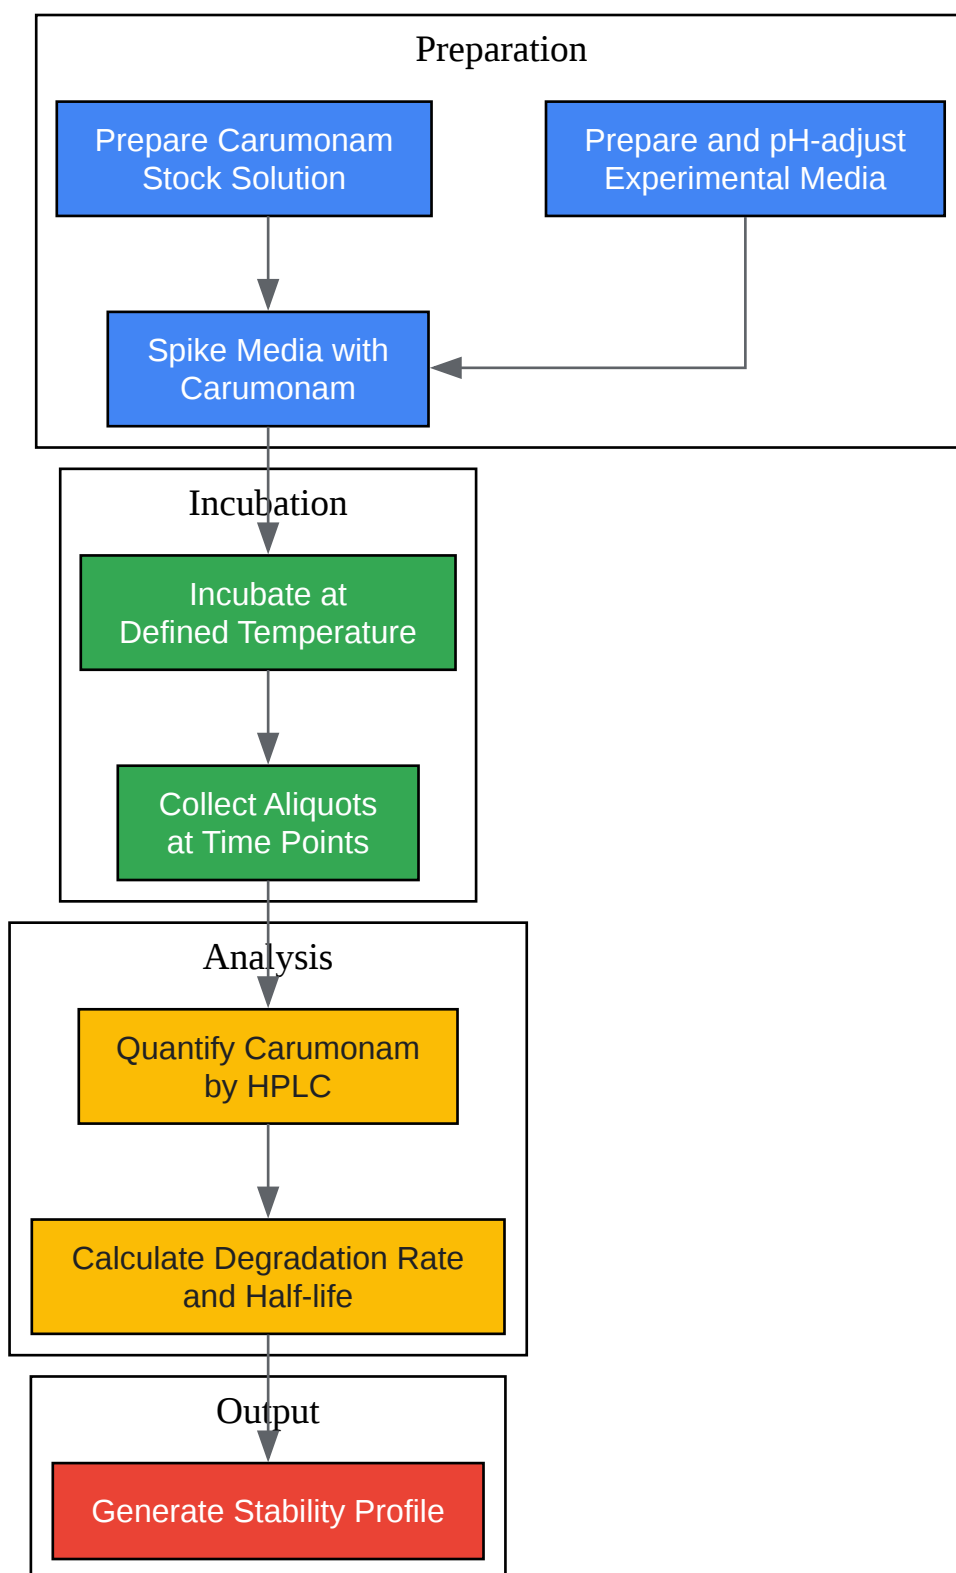 Preparation
Prepare Carumonam
Stock Solution
Prepare and pH-adjust
Experimental Media
Spike Media with
Carumonam
Incubation
Incubate at
Defined Temperature
Collect Aliquots
at Time Points
Analysis
Quantify Carumonam
by HPLC
Calculate Degradation Rate
and Half-life
Output
Generate Stability Profile